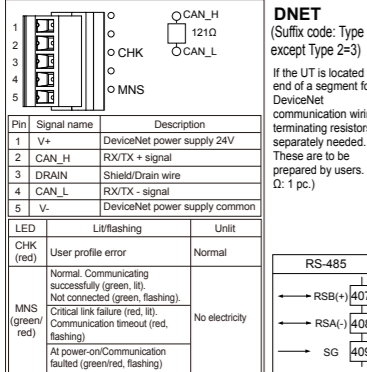 1
2
3
4
5
CHK
MNS
CAN_H
121Ω
CAN_L
Pin Signal name Description
1 V+ DeviceNet power supply 24V
2 CAN_H RX/TX + signal
3 DRAIN Shield/Drain wire
4 CAN_L RX/TX - signal
5 V- DeviceNet power supply common
LED Lit/flashing Unlit
CHK
(red)
User profile error
Normal
MNS
(green/
red)
Normal. Communicating
successfully (green, lit).
Not connected (green, flashing).
Critical link failure (red, lit).
Communication timeout (red,
flashing)
At power-on/Communication
faulted (green/red, flashing)
No electricity
DNET
(Suffix code: Type
except Type 2=3)
If the UT is located
end of a segment fo
DeviceNet
communication wirin
terminating resistors
separately needed.
These are to be
prepared by users.
Ω: 1 pc.)
RS-485
RSB(+) 407
RSA(-) 408
SG 409